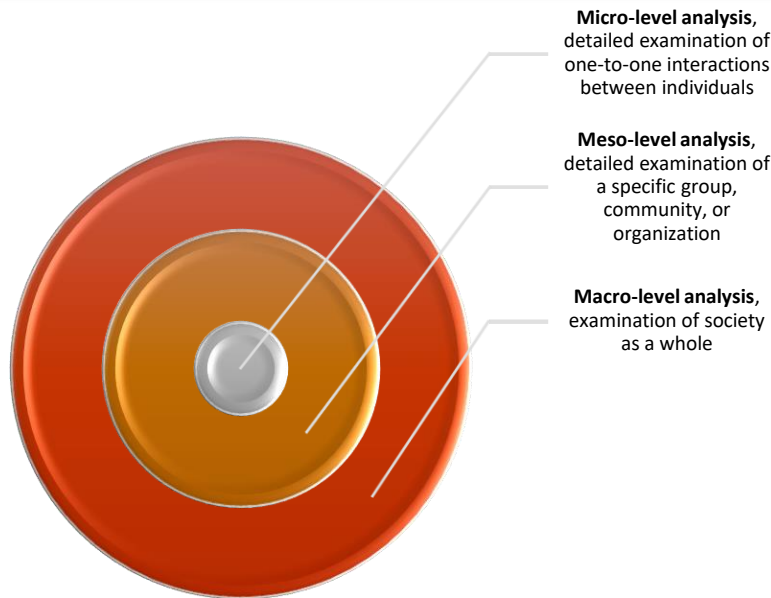 Micro-level analysis,
detailed examination of
one-to-one interactions
between individuals
Meso-level analysis,
detailed examination of
a specific group,
community, or
organization
Macro-level analysis,
examination of society
as a whole